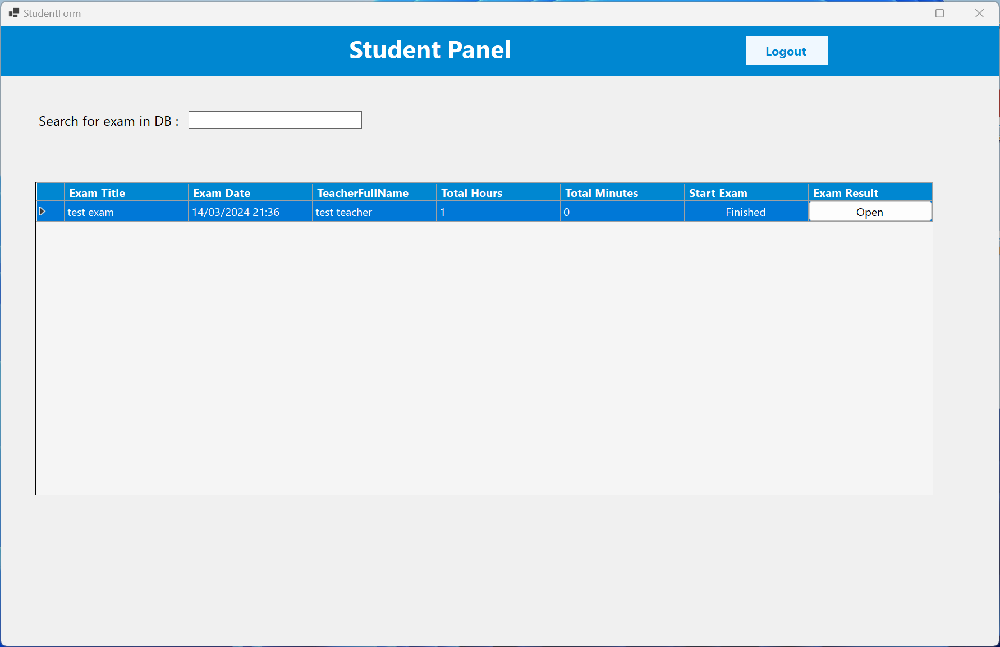 StudentForm
Student Panel
Logout
Search for exam in DB :
Exam Title Exam Date TeacherFullName Total Hours Total Minutes Start Exam Exam Result
test exam 14/03/2024 21:36 test teacher 1 0 Finished Open